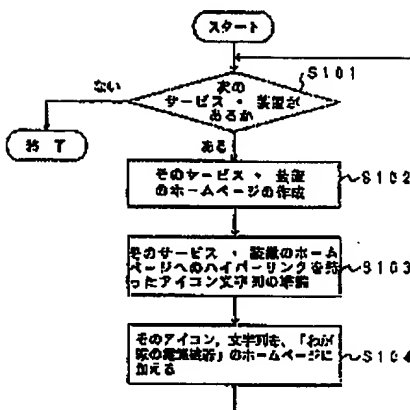 スタート
S101
ない
次の
サービス・装置が
あるか
終了
ある
そのサービス・装置
のホームページの作成
S102
そのサービス・装置のホーム
ページへのハイパーリンクを持
ったアイコン文字列の準備
S103
そのアイコン,文字列を、「わが
家の電気機器」のホームページに
加える
S104